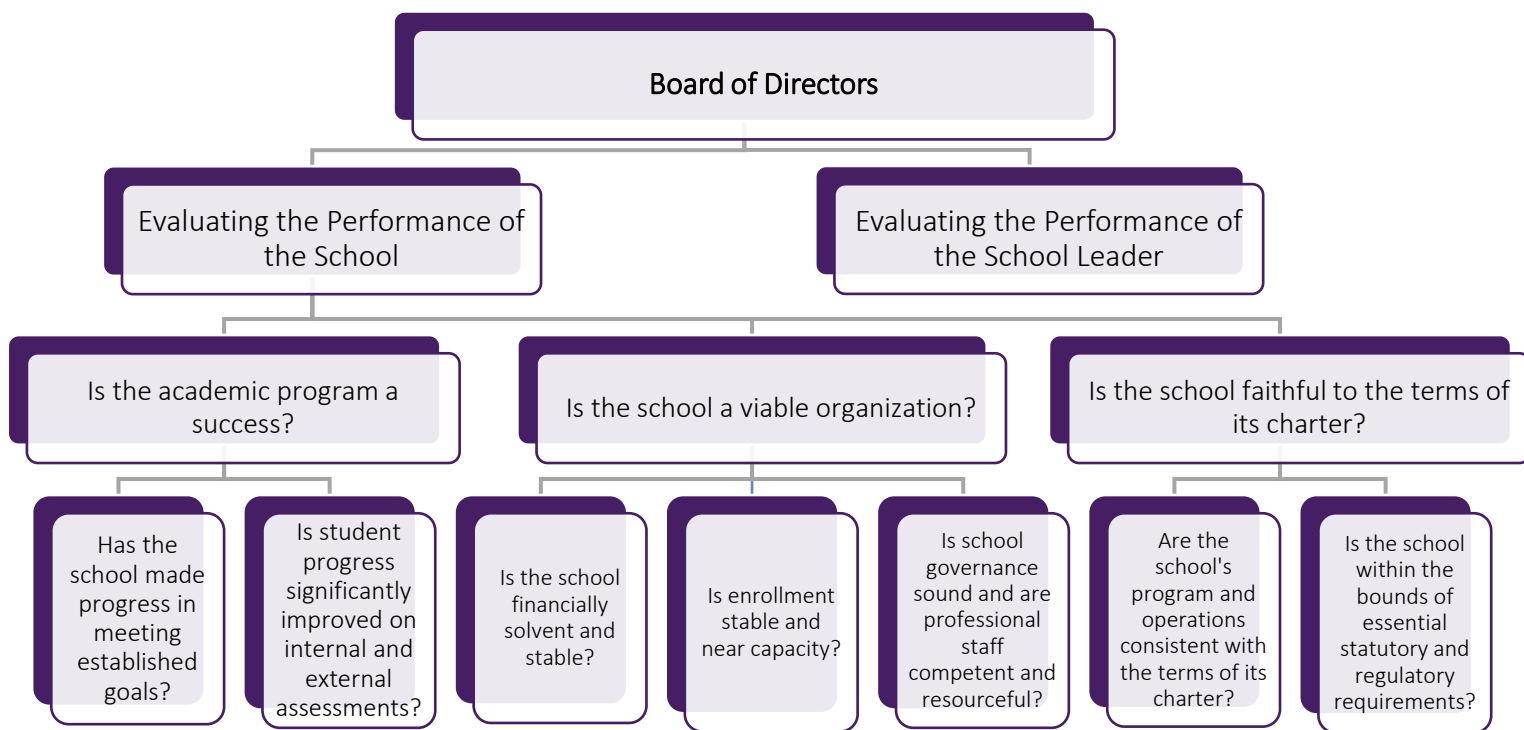 Board of Directors
Evaluating the Performance of
the School
Evaluating the Performance of
the School Leader
Is the academic program a
success?
Is the school a viable organization?
Is the school faithful to the terms of
its charter?
Has the
school made
progress in
meeting
established
goals?
Is student
progress
significantly
improved on
internal and
external
assessments?
Is the school
financially
solvent and
stable?
Is enrollment
stable and
near capacity?
Is school
governance
sound and are
professional
staff
competent and
resourceful?
Are the
school's
program and
operations
consistent with
the terms of its
charter?
Is the school
within the
bounds of
essential
statutory and
regulatory
requirements?